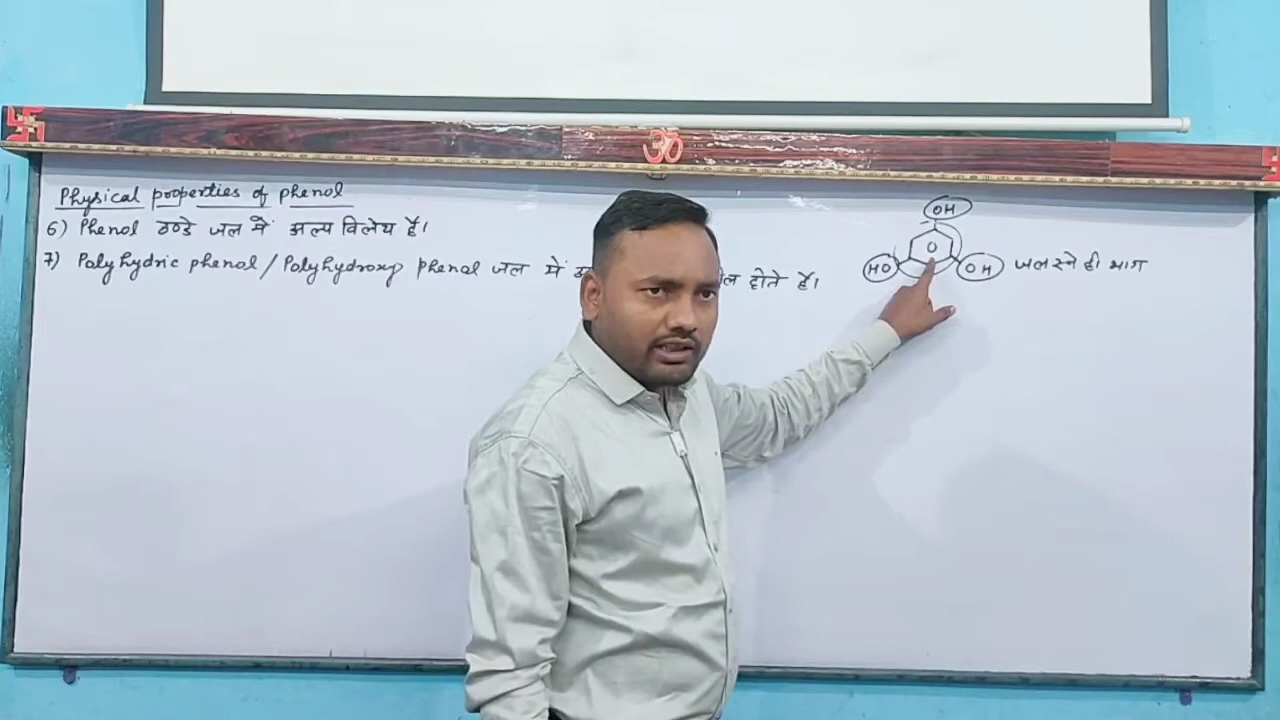 ॐ
Physical properties of phenol
6) Phenol ठण्डे जल में अल्प विलेय हैं।
7) Polyhydric phenol / Polyhydroxy phenol जल में होते हैं।
OH
HO
OH जल स्नेही भाग